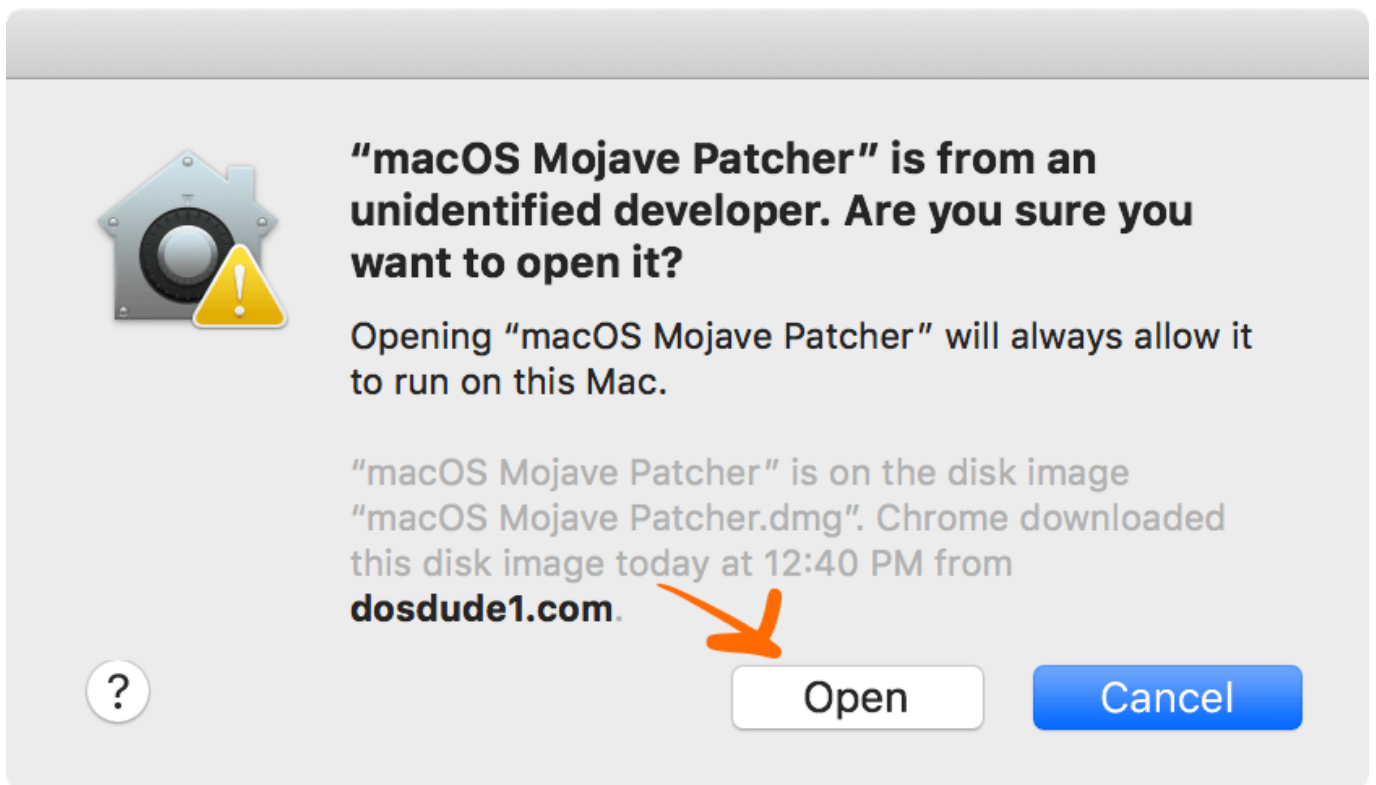 “macOS Mojave Patcher” is from an
unidentified developer. Are you sure you
want to open it?
Opening “macOS Mojave Patcher” will always allow it
to run on this Mac.
“macOS Mojave Patcher” is on the disk image
“macOS Mojave Patcher.dmg”. Chrome downloaded
this disk image today at 12:40 PM from
dosdude1.com.
?
Open
Cancel